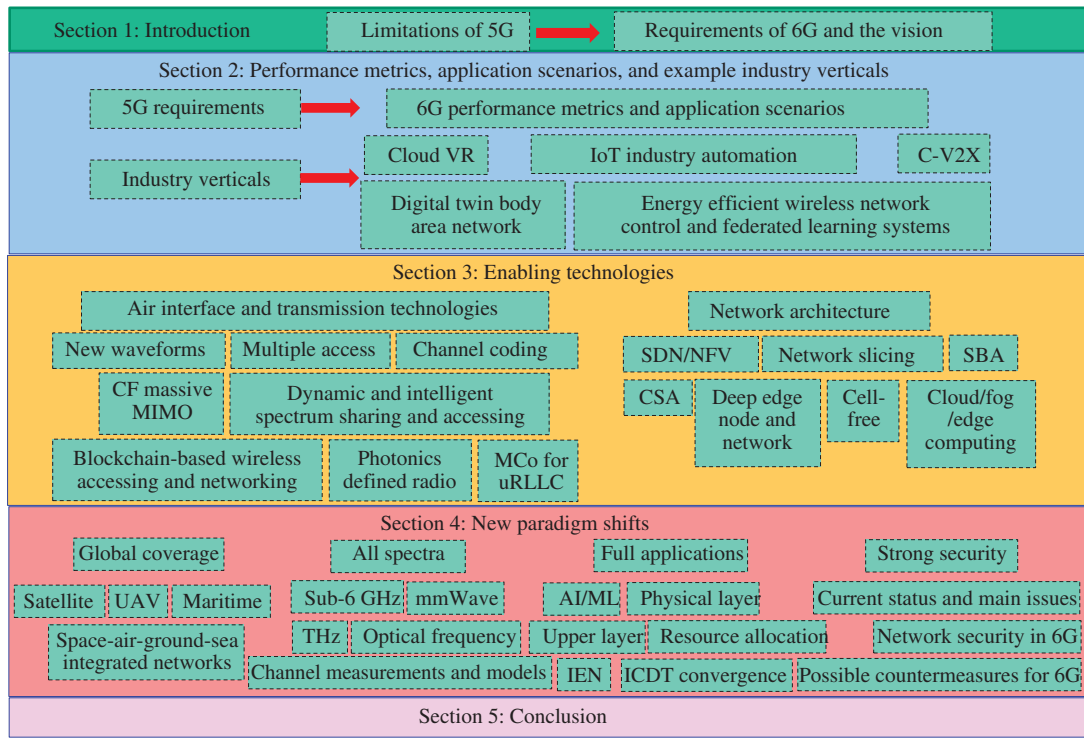 Section 1: Introduction
Limitations of 5G
Requirements of 6G and the vision
Section 2: Performance metrics, application scenarios, and example industry verticals
5G requirements
6G performance metrics and application scenarios
Industry verticals
Cloud VR
IoT industry automation
C-V2X
Digital twin body
area network
Energy efficient wireless network
control and federated learning systems
Section 3: Enabling technologies
Air interface and transmission technologies
New waveforms
Multiple access
Channel coding
CF massive
MIMO
Dynamic and intelligent
spectrum sharing and accessing
Blockchain-based wireless
accessing and networking
Photonics
defined radio
MCo for
uRLLC
Network architecture
SDN/NFV
Network slicing
SBA
CSA
Deep edge
node and
network
Cell-
free
Cloud/fog
/edge
computing
Section 4: New paradigm shifts
Global coverage
Satellite
UAV
Maritime
Space-air-ground-sea
integrated networks
All spectra
Sub-6 GHz
mmWave
THz
Optical frequency
Channel measurements and models
Full applications
AI/ML
Physical layer
Upper layer
Resource allocation
IEN
ICDT convergence
Strong security
Current status and main issues
Network security in 6G
Possible countermeasures for 6G
Section 5: Conclusion